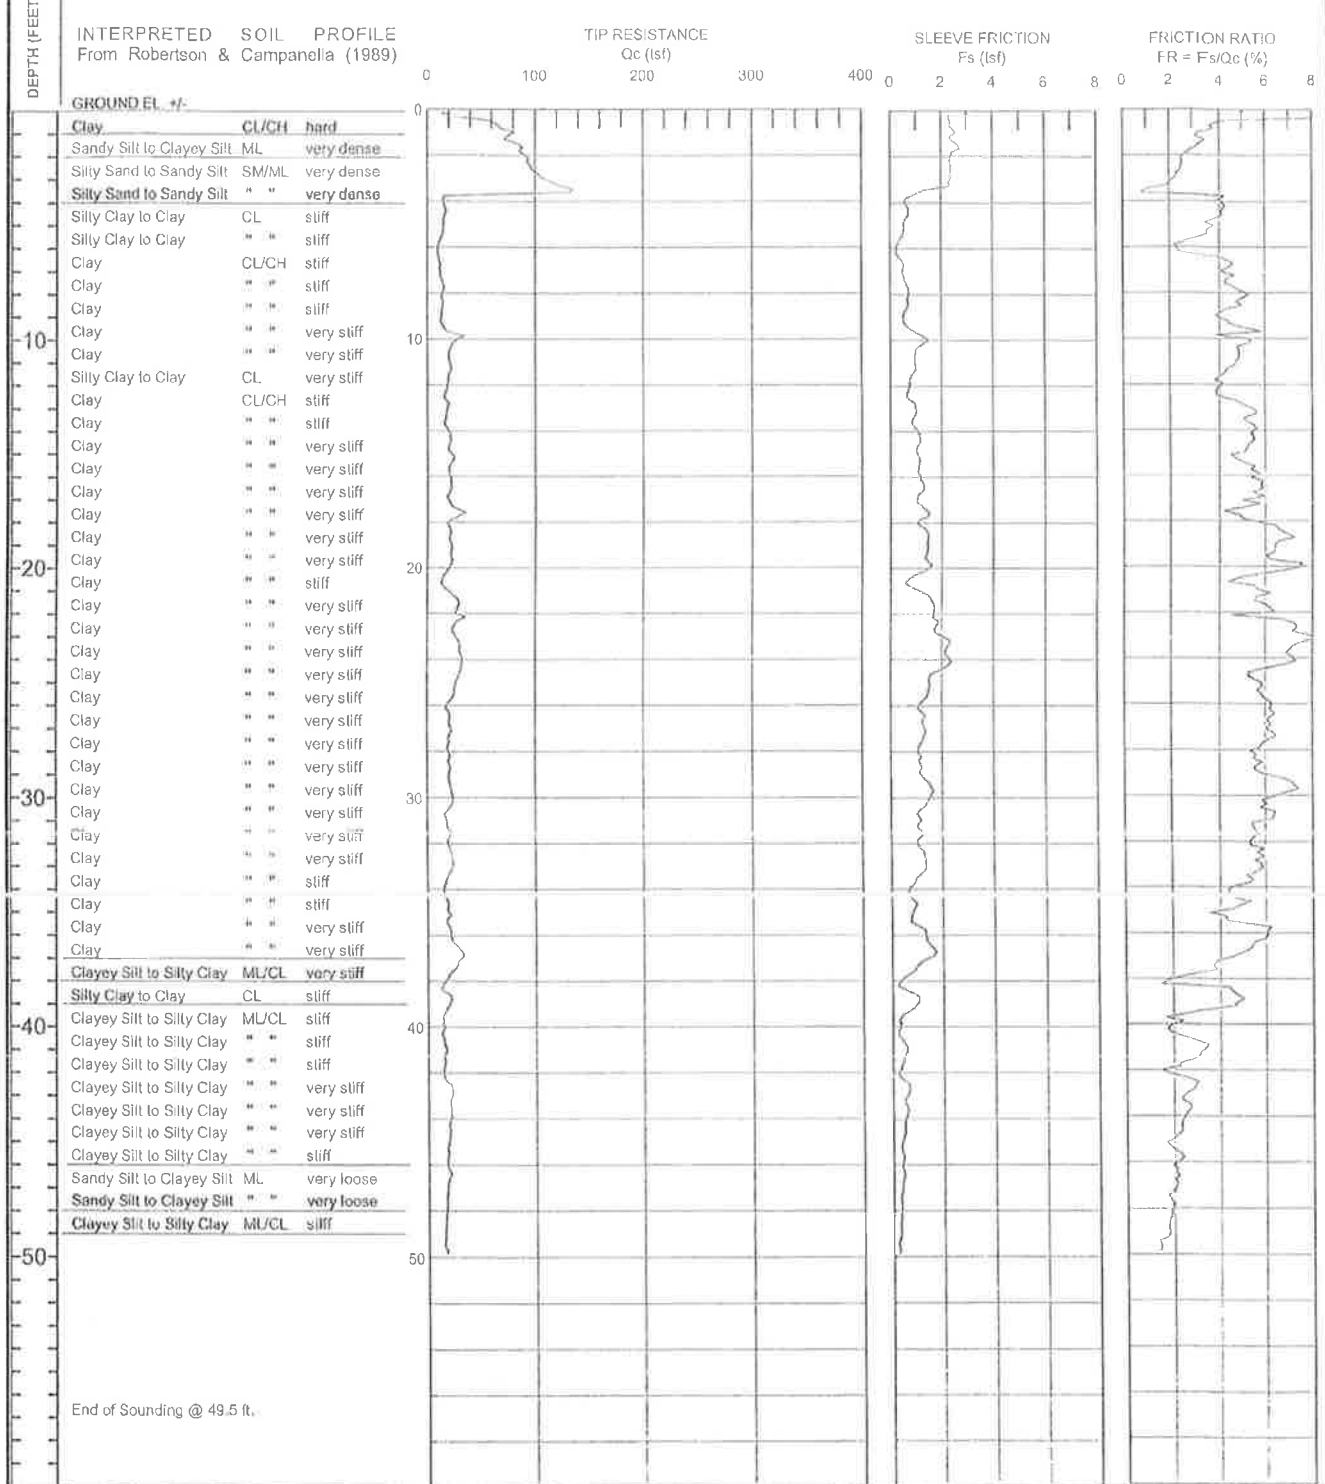 DEPTH (FEET
INTERPRETED SOIL PROFILE
From Robertson & Campanella (1989)
TIP RESISTANCE
Qc (tsf)
SLEEVE FRICTION
Fs (tsf)
FRICTION RATIO
FR = Fs/Qc (%)
0 100 200 300 400
0 2 4 6 8
0 2 4 6 8
GROUND EL. +/-
0
Clay CL/CH hard
Sandy Silt to Clayey Silt ML very dense
Silty Sand to Sandy Silt SM/ML very dense
Silty Sand to Sandy Silt " " very dense
Silty Clay to Clay CL stiff
Silty Clay to Clay " " stiff
Clay CL/CH stiff
Clay " " stiff
Clay " " stiff
10 Clay " " very stiff 10
Clay " " very stiff
Silty Clay to Clay CL very stiff
Clay CL/CH stiff
Clay " " stiff
Clay " " very stiff
Clay " " very stiff
Clay " " very stiff
Clay " " very stiff
Clay " " very stiff
Clay " " very stiff
20 Clay " " stiff 20
Clay " " very stiff
Clay " " very stiff
Clay " " very stiff
Clay " " very stiff
Clay " " very stiff
Clay " " very stiff
Clay " " very stiff
Clay " " very stiff
Clay " " very stiff
30 Clay " " very stiff 30
Clay " " very stiff
Clay " " very stiff
Clay " " stiff
Clay " " stiff
Clay " " very stiff
Clay " " very stiff
Clayey Silt to Silty Clay ML/CL very stiff
Silty Clay to Clay CL stiff
40 Clayey Silt to Silty Clay ML/CL stiff 40
Clayey Silt to Silty Clay " " stiff
Clayey Silt to Silty Clay " " stiff
Clayey Silt to Silty Clay " " very stiff
Clayey Silt to Silty Clay " " very stiff
Clayey Silt to Silty Clay " " very stiff
Clayey Silt to Silty Clay " " stiff
Sandy Silt to Clayey Silt ML very loose
Sandy Silt to Clayey Silt " " very loose
Clayey Silt to Silty Clay ML/CL stiff
50 50
End of Sounding @ 49.5 ft.